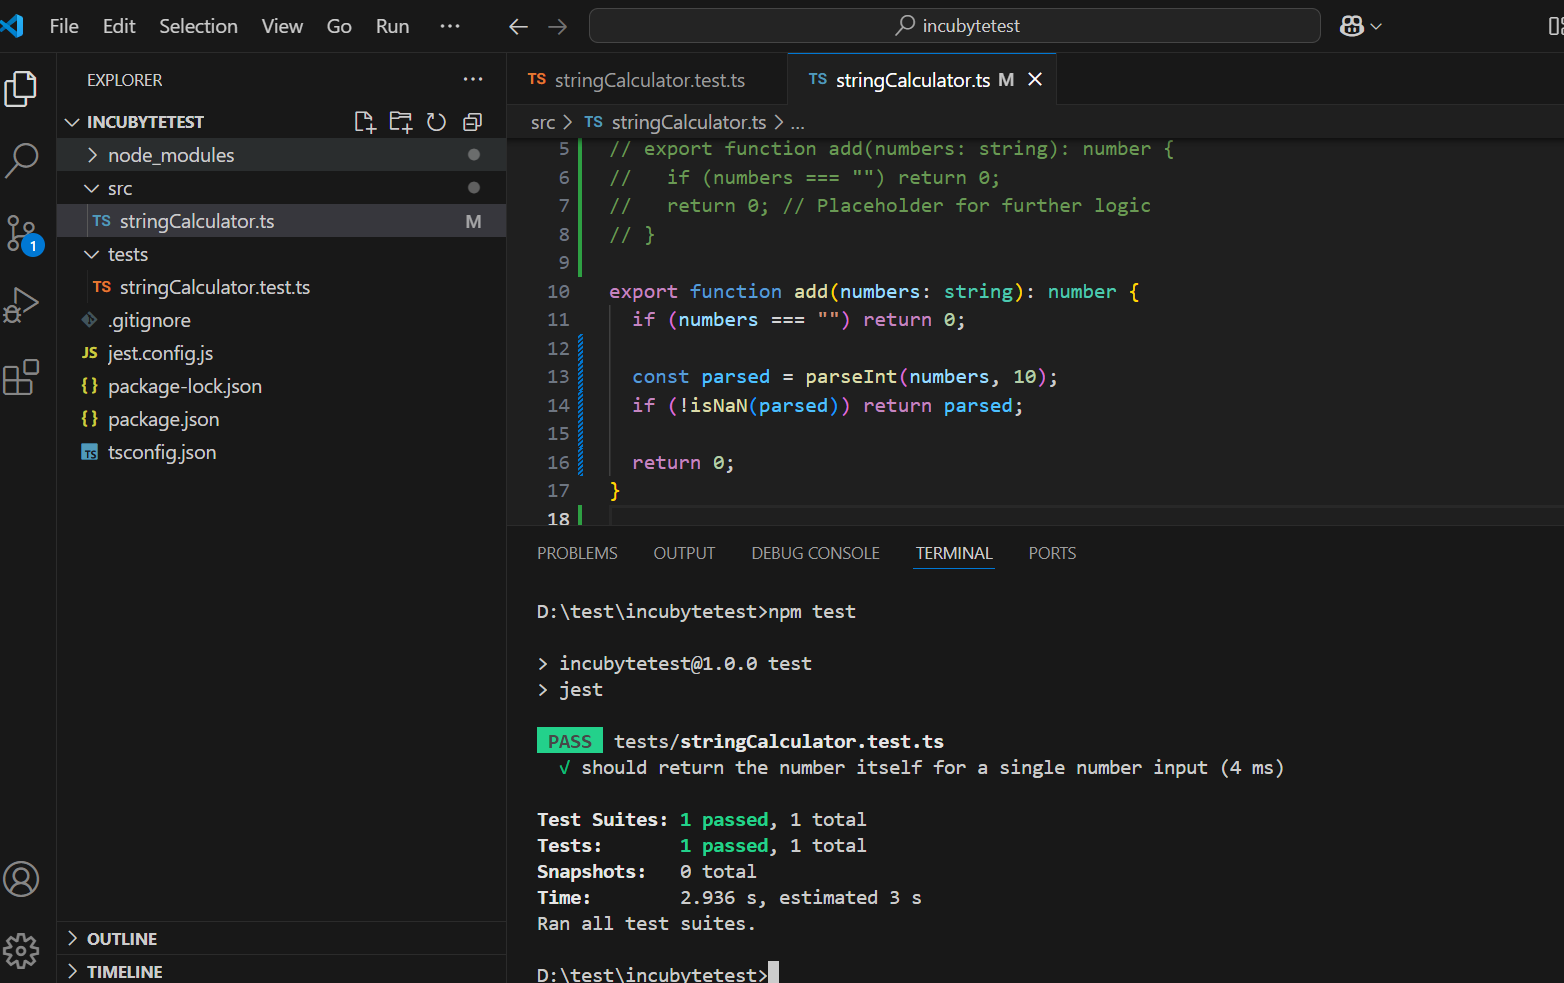 File Edit Selection View Go Run ··· incubytetest
EXPLORER ···
INCUBYTETEST
node_modules
src
TS stringCalculator.ts M
tests
TS stringCalculator.test.ts
.gitignore
JS jest.config.js
{} package-lock.json
{} package.json
TS tsconfig.json
OUTLINE
TIMELINE
1
TS stringCalculator.test.ts
TS stringCalculator.ts M
src > TS stringCalculator.ts > ...
5 // export function add(numbers: string): number {
6 //   if (numbers === "") return 0;
7 //   return 0; // Placeholder for further logic
8 // }
9
10 export function add(numbers: string): number {
11   if (numbers === "") return 0;
12
13   const parsed = parseInt(numbers, 10);
14   if (!isNaN(parsed)) return parsed;
15
16   return 0;
17 }
18
PROBLEMS OUTPUT DEBUG CONSOLE TERMINAL PORTS
D:\test\incubytetest>npm test
> incubytetest@1.0.0 test
> jest
PASS tests/stringCalculator.test.ts
√ should return the number itself for a single number input (4 ms)
Test Suites: 1 passed, 1 total
Tests: 1 passed, 1 total
Snapshots: 0 total
Time: 2.936 s, estimated 3 s
Ran all test suites.
D:\test\incubytetest>